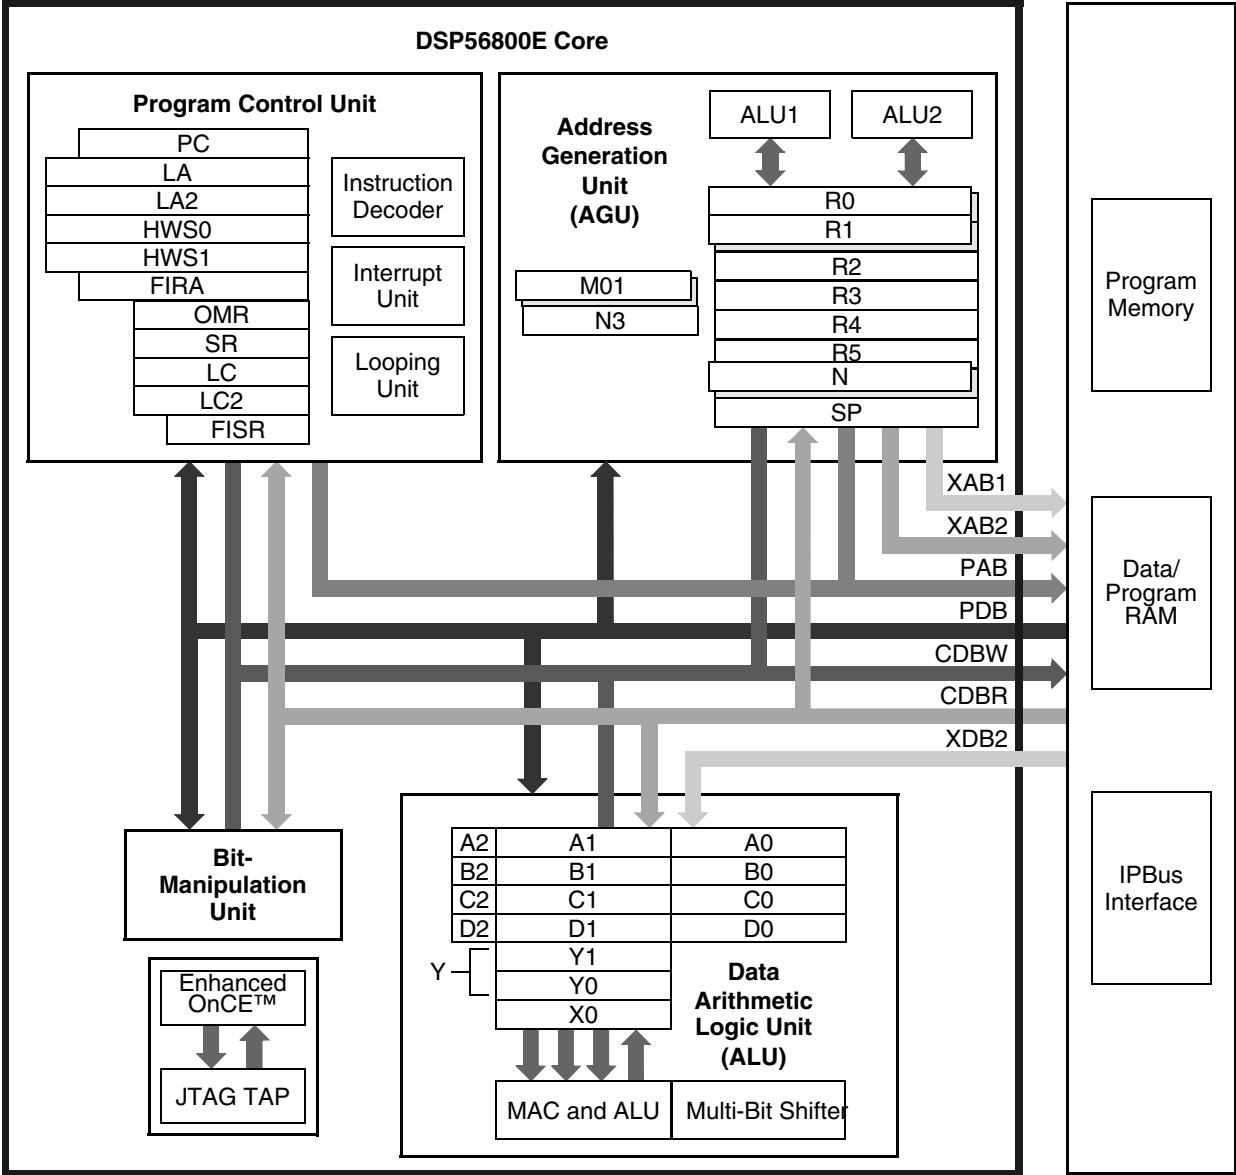 DSP56800E Core
Program Control Unit
PC
LA
LA2
HWS0
HWS1
FIRA
OMR
SR
LC
LC2
FISR
Instruction
Decoder
Interrupt
Unit
Looping
Unit
Address
Generation
Unit
(AGU)
ALU1
ALU2
R0
R1
R2
R3
R4
R5
N
SP
M01
N3
XAB1
XAB2
PAB
PDB
CDBW
CDBR
XDB2
Program
Memory
Data/
Program
RAM
IPBus
Interface
Bit-
Manipulation
Unit
Enhanced
OnCE™
JTAG TAP
A2 A1 A0
B2 B1 B0
C2 C1 C0
D2 D1 D0
Y
Y1
Y0
X0
Data
Arithmetic
Logic Unit
(ALU)
MAC and ALU
Multi-Bit Shifter